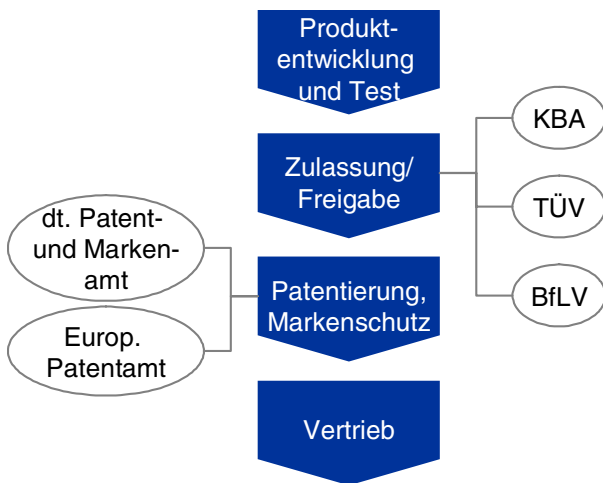 Produkt-
entwicklung
und Test
KBA
Zulassung/
Freigabe
TÜV
dt. Patent-
und Marken-
amt
BfLV
Patentierung,
Markenschutz
Europ.
Patentamt
Vertrieb